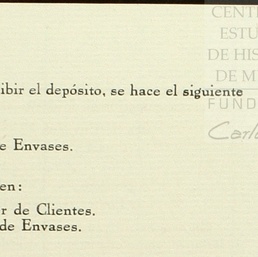 CENT
ESTU
DE HIS
DE M
FUND
Carlo
ibir el depósito, se hace el siguiente
e Envases.
en:
r de Clientes.
de Envases.